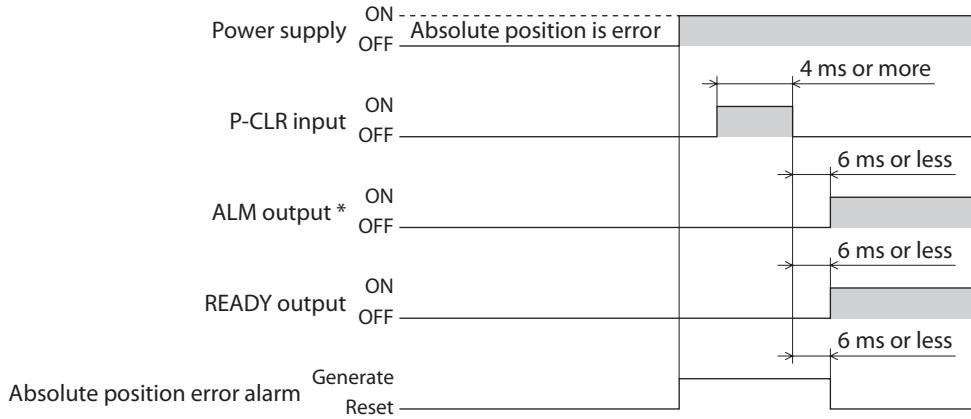 ON
Power supply
Absolute position is error
OFF
4 ms or more
ON
P-CLR input
OFF
6 ms or less
ON
ALM output *
OFF
6 ms or less
ON
READY output
OFF
6 ms or less
Generate
Absolute position error alarm
Reset